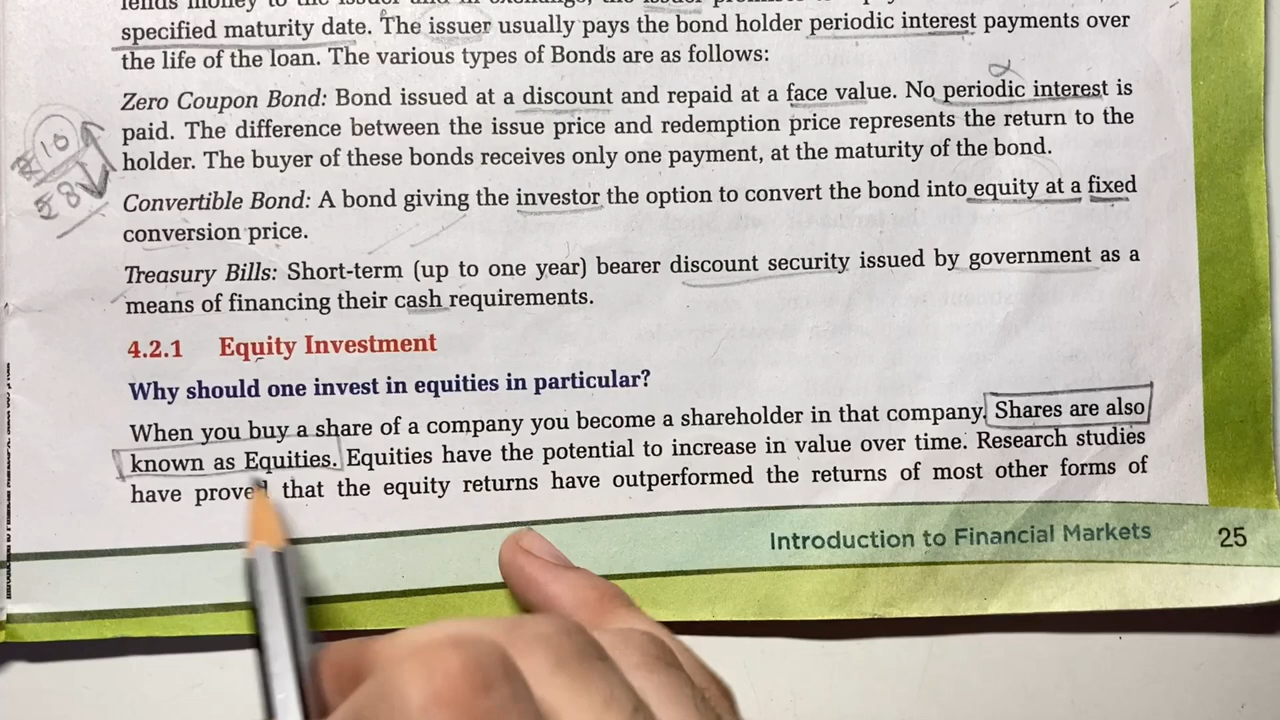 specified maturity date. The issuer usually pays the bond holder periodic interest payments over
the life of the loan. The various types of Bonds are as follows:
Zero Coupon Bond: Bond issued at a discount and repaid at a face value. No periodic interest is
paid. The difference between the issue price and redemption price represents the return to the
holder. The buyer of these bonds receives only one payment, at the maturity of the bond.
10
8
Convertible Bond: A bond giving the investor the option to convert the bond into equity at a fixed
conversion price.
Treasury Bills: Short-term (up to one year) bearer discount security issued by government as a
means of financing their cash requirements.
4.2.1 Equity Investment
Why should one invest in equities in particular?
When you buy a share of a company you become a shareholder in that company. Shares are also
known as Equities. Equities have the potential to increase in value over time. Research studies
have proved that the equity returns have outperformed the returns of most other forms of
Introduction to Financial Markets 25